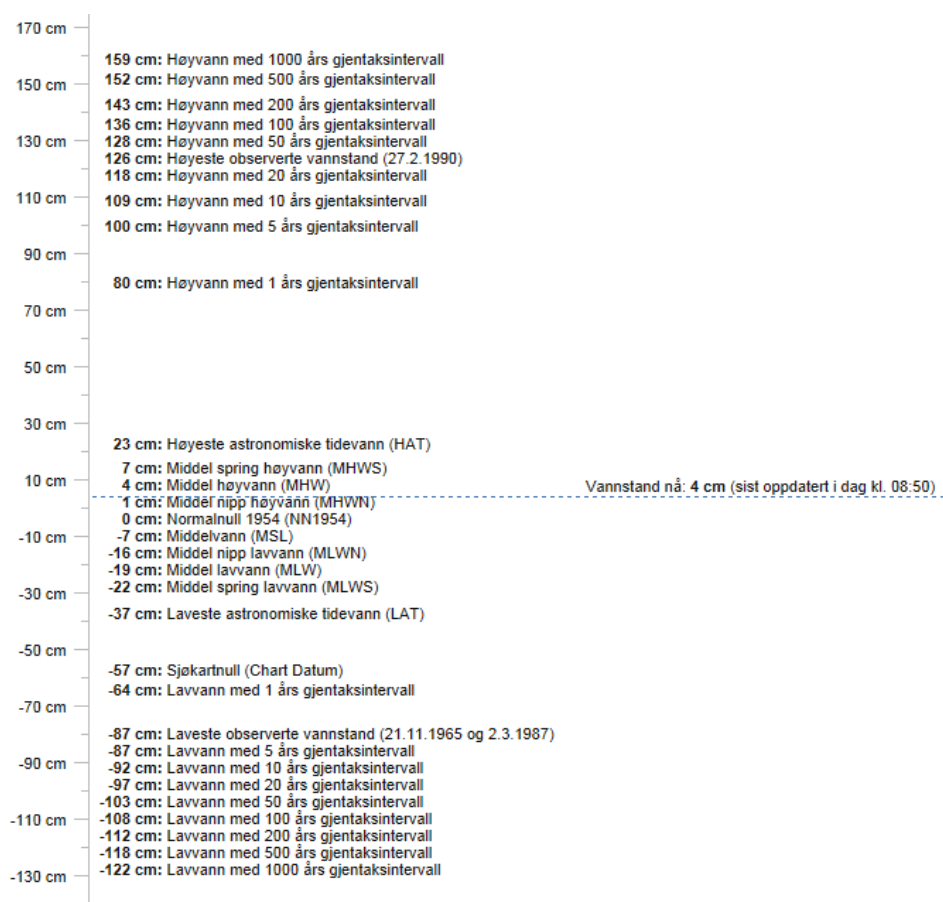 170 cm
159 cm: Høyvann med 1000 års gjentaksintervall
152 cm: Høyvann med 500 års gjentaksintervall
150 cm
143 cm: Høyvann med 200 års gjentaksintervall
136 cm: Høyvann med 100 års gjentaksintervall
130 cm
128 cm: Høyvann med 50 års gjentaksintervall
126 cm: Høyeste observerte vannstand (27.2.1990)
118 cm: Høyvann med 20 års gjentaksintervall
110 cm
109 cm: Høyvann med 10 års gjentaksintervall
100 cm: Høyvann med 5 års gjentaksintervall
90 cm
80 cm: Høyvann med 1 års gjentaksintervall
70 cm
50 cm
30 cm
23 cm: Høyeste astronomiske tidevann (HAT)
7 cm: Middel spring høyvann (MHWS)
10 cm
4 cm: Middel høyvann (MHW)
Vannstand nå: 4 cm (sist oppdatert i dag kl. 08:50)
1 cm: Middel nipp høyvann (MHWN)
0 cm: Normalnull 1954 (NN1954)
-10 cm
-7 cm: Middelvann (MSL)
-16 cm: Middel nipp lavvann (MLWN)
-19 cm: Middel lavvann (MLW)
-22 cm: Middel spring lavvann (MLWS)
-30 cm
-37 cm: Laveste astronomiske tidevann (LAT)
-50 cm
-57 cm: Sjøkartnull (Chart Datum)
-64 cm: Lavvann med 1 års gjentaksintervall
-70 cm
-87 cm: Laveste observerte vannstand (21.11.1965 og 2.3.1987)
-87 cm: Lavvann med 5 års gjentaksintervall
-90 cm
-92 cm: Lavvann med 10 års gjentaksintervall
-97 cm: Lavvann med 20 års gjentaksintervall
-103 cm: Lavvann med 50 års gjentaksintervall
-110 cm
-108 cm: Lavvann med 100 års gjentaksintervall
-112 cm: Lavvann med 200 års gjentaksintervall
-118 cm: Lavvann med 500 års gjentaksintervall
-122 cm: Lavvann med 1000 års gjentaksintervall
-130 cm